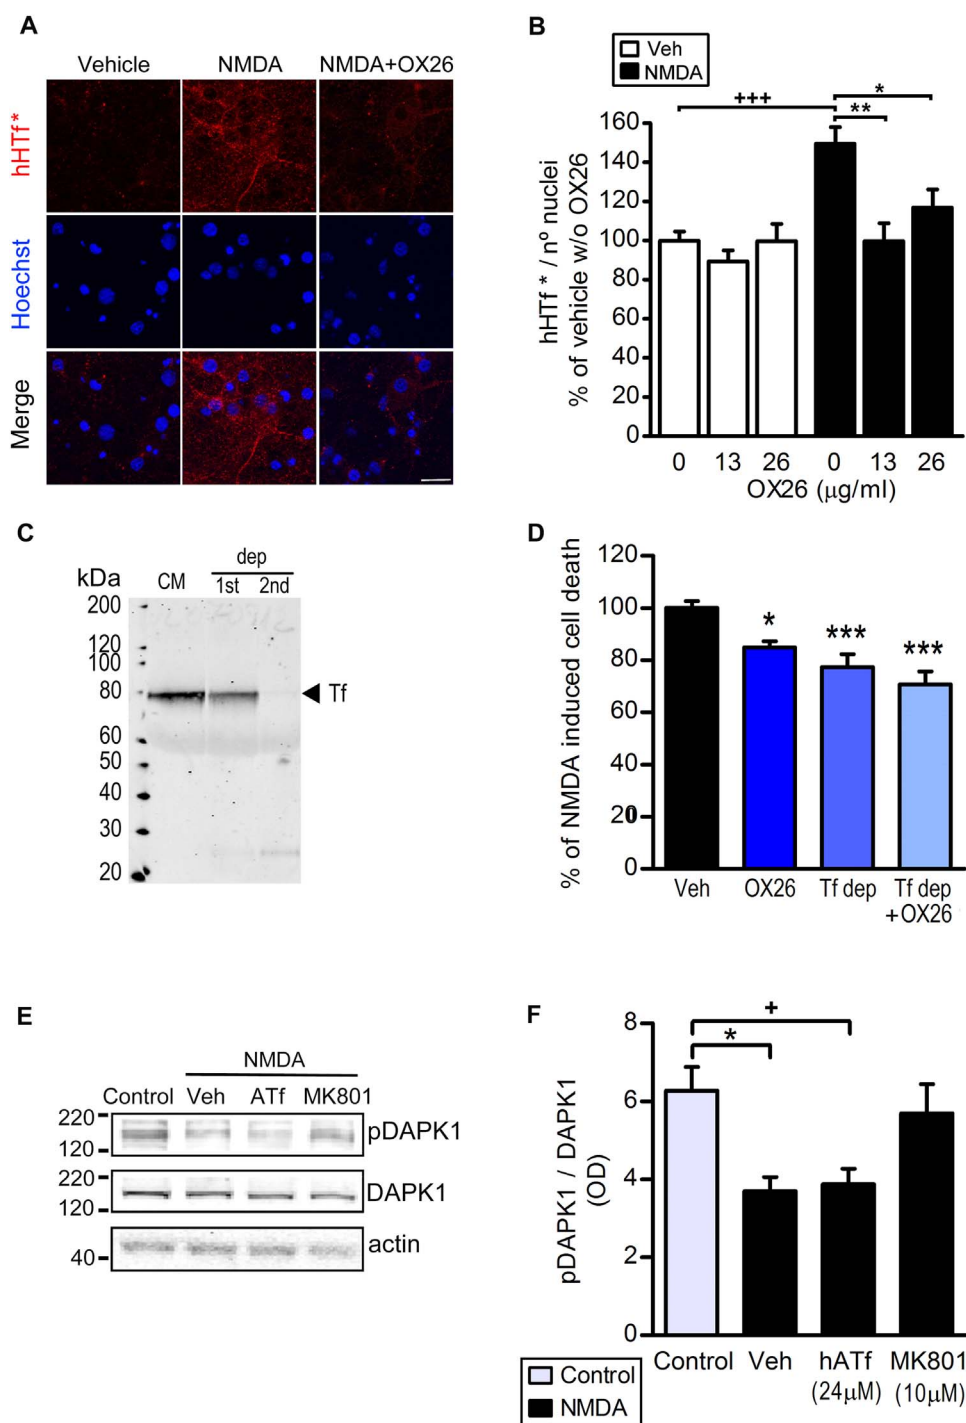 A
Vehicle NMDA NMDA+OX26
hHTf*
Hoechst
Merge
B
Veh
NMDA
+++
*
**
hHTf * / nº nuclei
% of vehicle w/o OX26
160
140
120
100
80
60
40
20
0
0 13 26 0 13 26
OX26 (μg/ml)
C
dep
kDa CM 1st 2nd
200
120
100
80
60
50
40
30
20
Tf
D
% of NMDA induced cell death
120
100
80
60
40
20
0
* *** ***
Veh OX26 Tf dep Tf dep
+OX26
E
NMDA
Control Veh ATf MK801
220
120
pDAPK1
220
120
DAPK1
40
actin
F
pDAPK1 / DAPK1
(OD)
8
6
4
2
0
+
*
Control Veh hATf MK801
(24μM) (10μM)
Control
NMDA